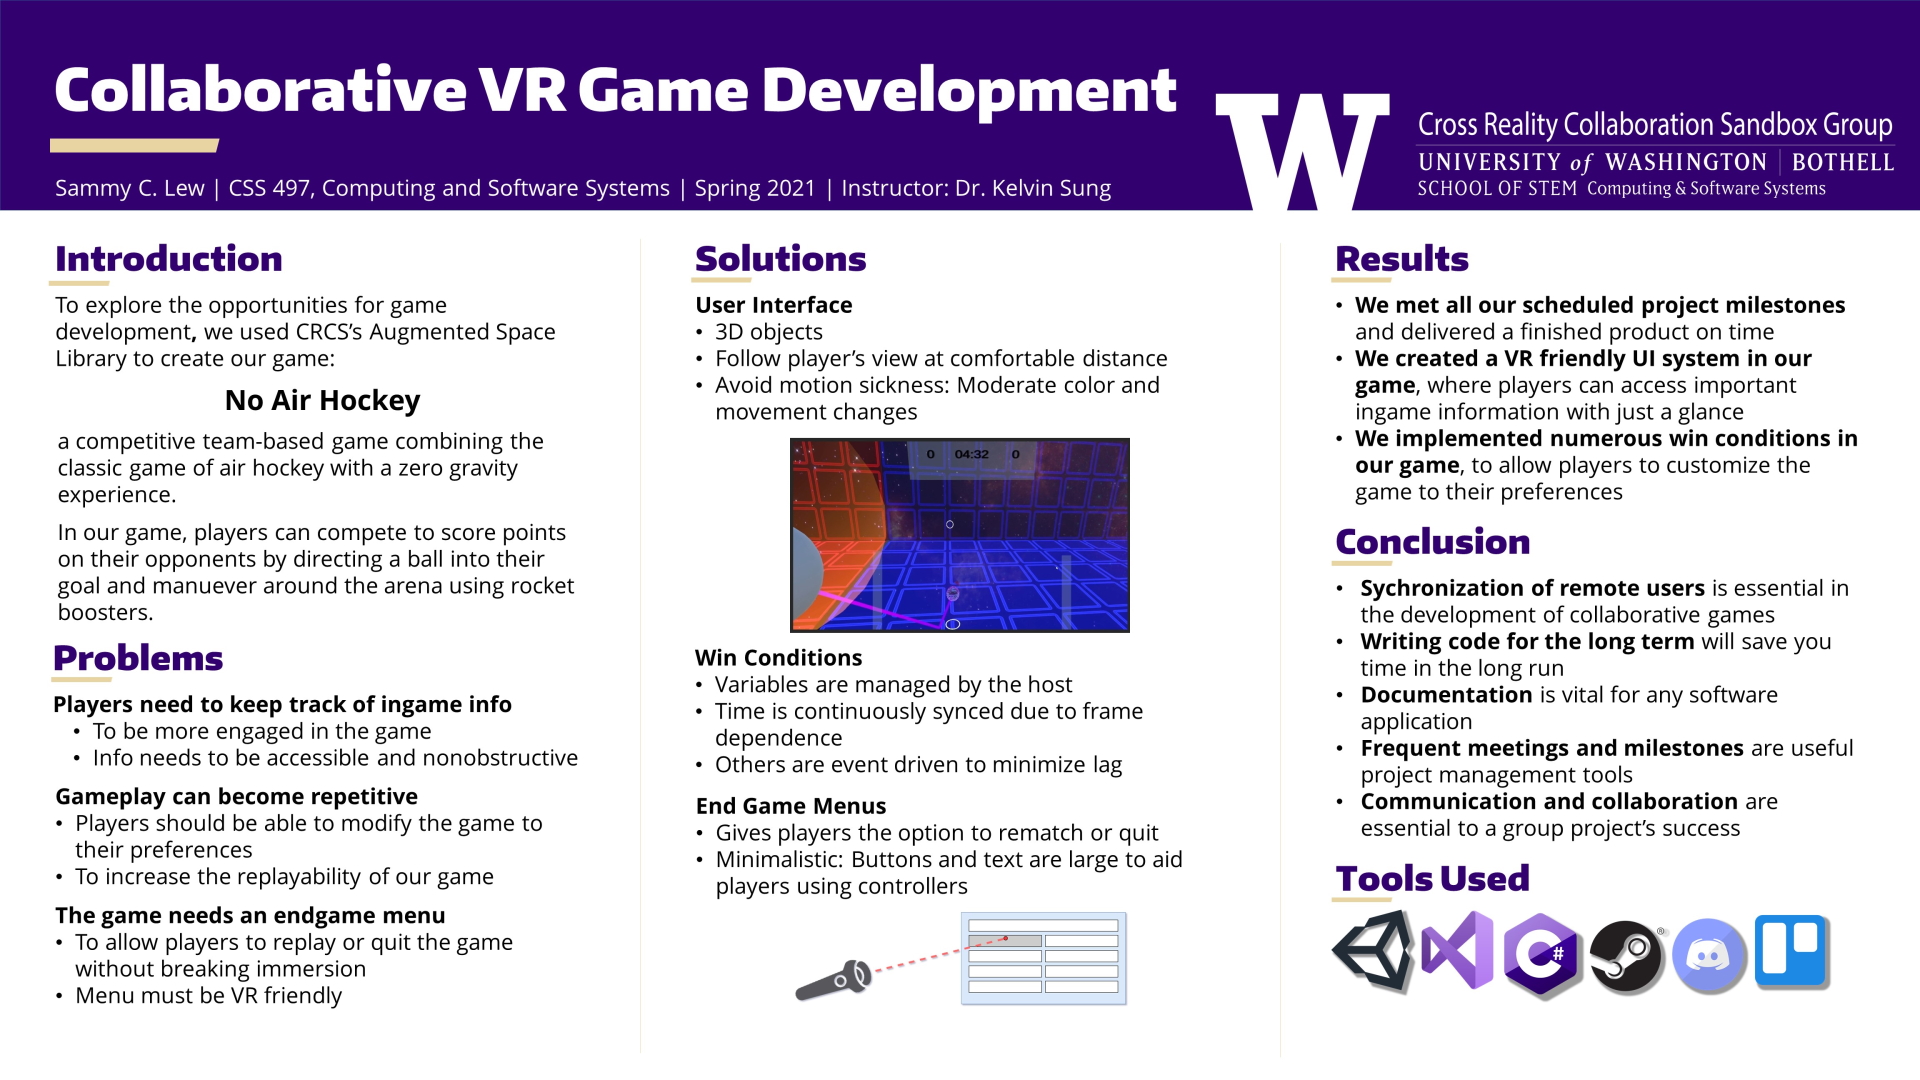 Collaborative VR Game Development
Sammy C. Lew | CSS 497, Computing and Software Systems | Spring 2021 | Instructor: Dr. Kelvin Sung
W
Cross Reality Collaboration Sandbox Group
UNIVERSITY of WASHINGTON | BOTHELL
SCHOOL OF STEM Computing & Software Systems
Introduction
To explore the opportunities for game
development, we used CRCS’s Augmented Space
Library to create our game:
No Air Hockey
a competitive team-based game combining the
classic game of air hockey with a zero gravity
experience.
In our game, players can compete to score points
on their opponents by directing a ball into their
goal and manuever around the arena using rocket
boosters.
Problems
Players need to keep track of ingame info
• To be more engaged in the game
• Info needs to be accessible and nonobstructive
Gameplay can become repetitive
• Players should be able to modify the game to
their preferences
• To increase the replayability of our game
The game needs an endgame menu
• To allow players to replay or quit the game
without breaking immersion
• Menu must be VR friendly
Solutions
User Interface
• 3D objects
• Follow player’s view at comfortable distance
• Avoid motion sickness: Moderate color and
movement changes
0 04:32 0
Win Conditions
• Variables are managed by the host
• Time is continuously synced due to frame
dependence
• Others are event driven to minimize lag
End Game Menus
• Gives players the option to rematch or quit
• Minimalistic: Buttons and text are large to aid
players using controllers
Results
• We met all our scheduled project milestones
and delivered a finished product on time
• We created a VR friendly UI system in our
game, where players can access important
ingame information with just a glance
• We implemented numerous win conditions in
our game, to allow players to customize the
game to their preferences
Conclusion
• Sychronization of remote users is essential in
the development of collaborative games
• Writing code for the long term will save you
time in the long run
• Documentation is vital for any software
application
• Frequent meetings and milestones are useful
project management tools
• Communication and collaboration are
essential to a group project’s success
Tools Used
C#
®